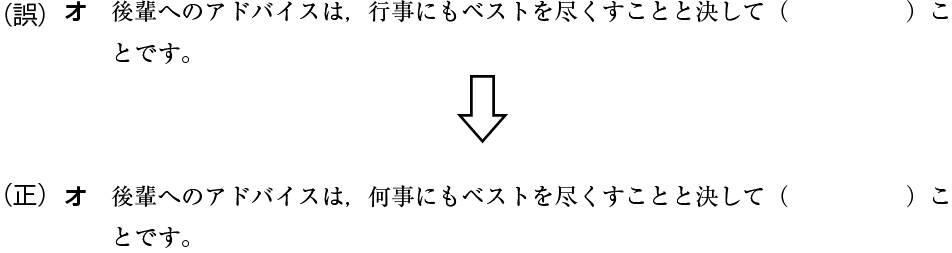 (誤) オ 後輩へのアドバイスは，行事にもベストを尽くすことと決して（　　　　　）こ
とです。
(正) オ 後輩へのアドバイスは，何事にもベストを尽くすことと決して（　　　　　）こ
とです。